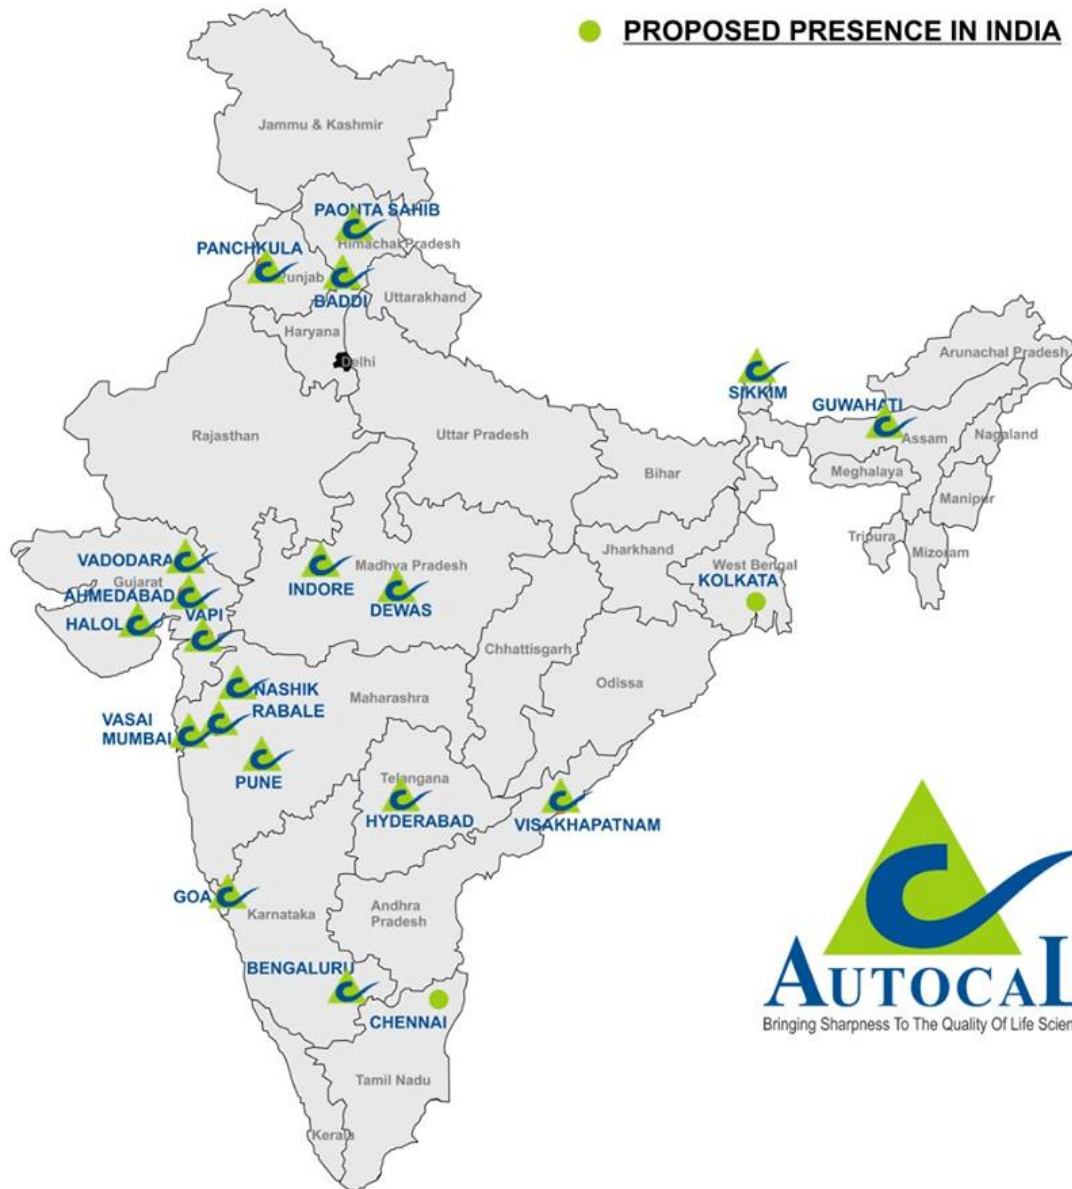 PROPOSED PRESENCE IN INDIA
Jammu & Kashmir
PAONTA SAHIB
Himachal Pradesh
PANCHKULA
Punjab
BADDI
Uttarakhand
Haryana
Delhi
Arunachal Pradesh
SIKKIM
GUWAHATI
Assam
Nagaland
Rajasthan
Uttar Pradesh
Bihar
Meghalaya
Manipur
Tripura
Mizoram
VADODARA
Gujarat
AHMEDABAD
HALOL
VAPI
INDORE
Madhya Pradesh
DEWAS
Jharkhand
West Bengal
KOLKATA
Chhattisgarh
Odissa
NASHIK
RABALE
Maharashra
VASAI
MUMBAI
PUNE
Telangana
HYDERABAD
VISAKHAPATNAM
GOA
Karnataka
Andhra
Pradesh
BENGALURU
CHENNAI
Tamil Nadu
Kerala
AUTOCAL
Bringing Sharpness To The Quality Of Life Scien